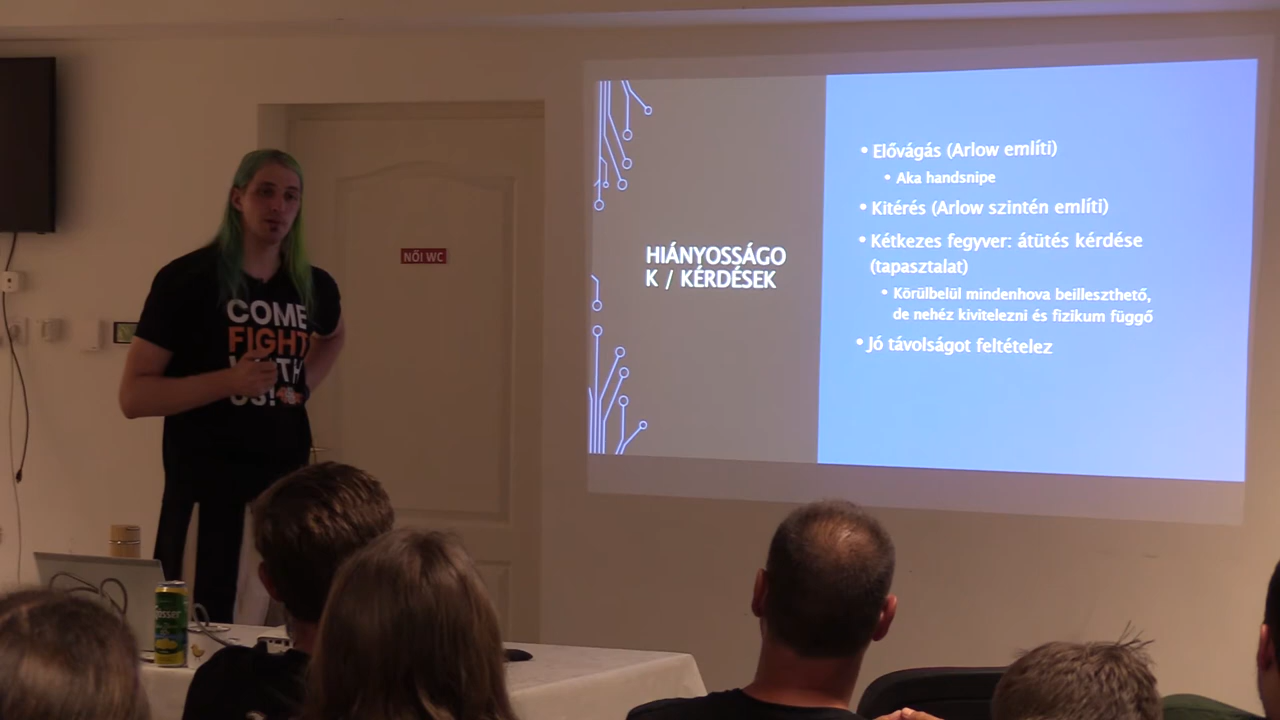 NŐI WC
COME
FIGHT
WITH
US!
HIÁNYOSSÁGO
K / KÉRDÉSEK
• Elővágás (Arlow említi)
• Aka handsnipe
• Kitérés (Arlow szintén említi)
• Kétkezes fegyver: átütés kérdése
(tapasztalat)
• Körülbelül mindenhova beilleszthető,
de nehéz kivitelezni és fizikum függő
• Jó távolságot feltételez